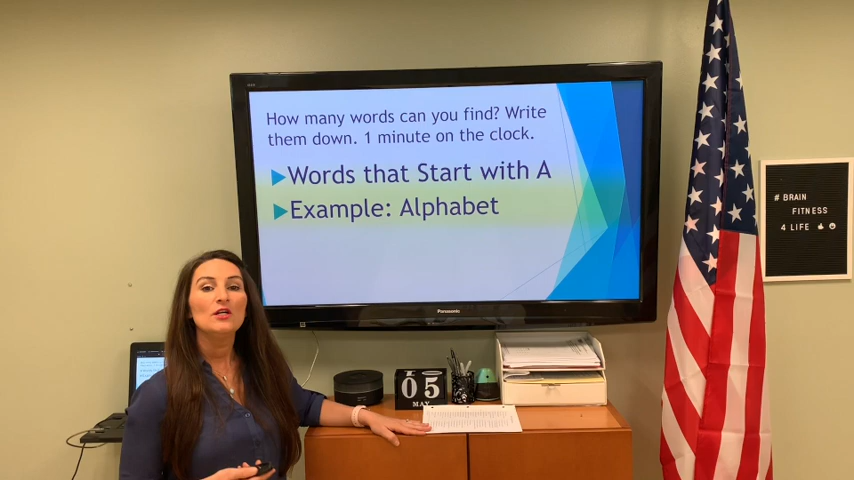 How many words can you find? Write
them down. 1 minute on the clock.
Words that Start with A
Example: Alphabet
Panasonic
# BRAIN
FITNESS
4 LIFE
05
MAY